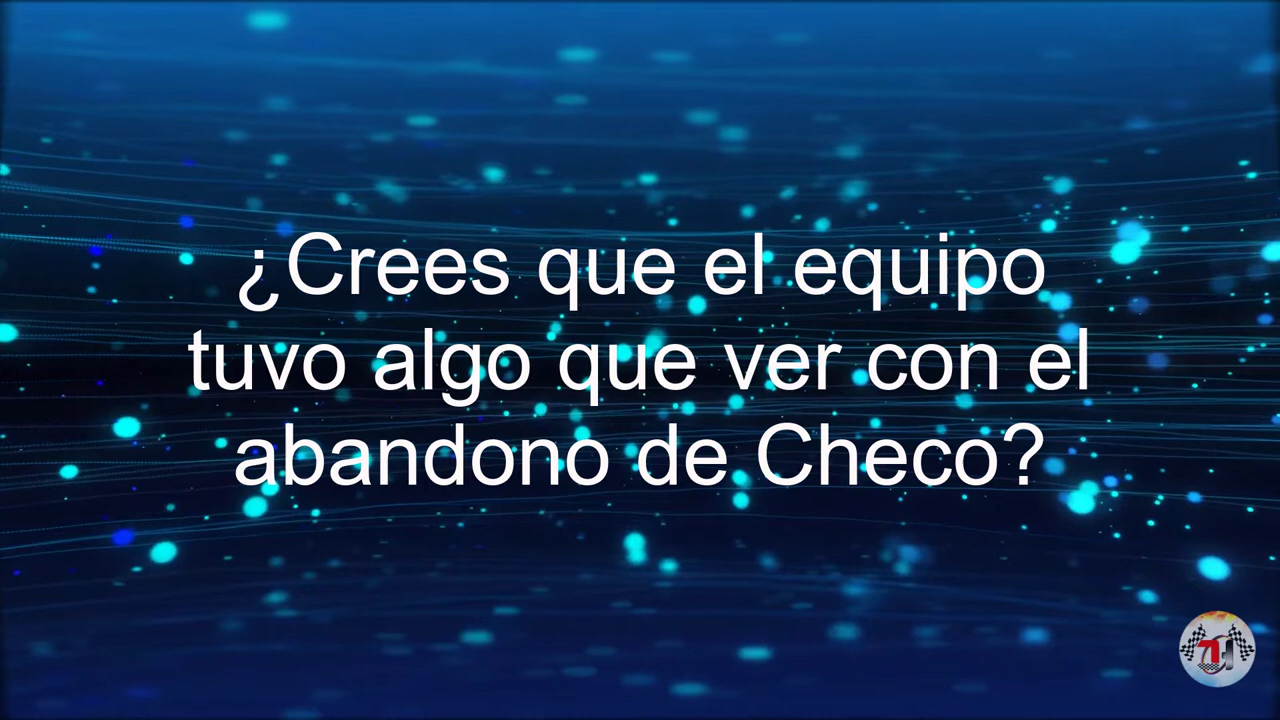 ¿Crees que el equipo
tuvo algo que ver con el
abandono de Checo?